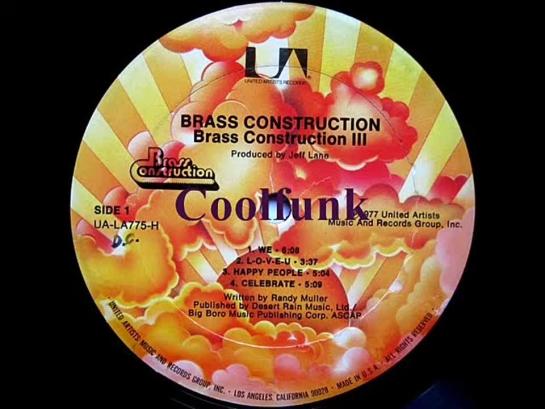 UA
UNITED ARTISTS RECORDS
BRASS CONSTRUCTION
Brass Construction III
Produced by Jeff Lane
Brass Construction
SIDE 1
UA-LA775-H
D.G.
Coolfunk
1977 United Artists
Music And Records Group, Inc.
1. WE - 6:08
2. L-O-V-E-U - 3:37
3. HAPPY PEOPLE - 5:04
4. CELEBRATE - 5:09
Written by Randy Muller
Published by Desert Rain Music, Ltd./
Big Boro Music Publishing Corp. ASCAP
UNITED ARTISTS MUSIC AND RECORDS GROUP, INC. • LOS ANGELES, CALIFORNIA 90028 • MADE IN U.S.A. • ALL RIGHTS RESERVED •